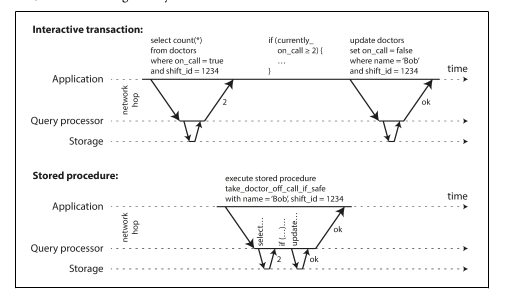 Interactive transaction:
select count(*)
from doctors
where on_call = true
and shift_id = 1234
if (currently_
on_call ≥ 2) {
…
}
update doctors
set on_call = false
where name = ‘Bob’
and shift_id = 1234
time
Application
network
hop
2
ok
Query processor
Storage
Stored procedure:
execute stored procedure
take_doctor_off_call_if_safe
with name = ‘Bob’, shift_id = 1234
time
Application
network
hop
select…
if (…)…
update…
ok
Query processor
2
ok
Storage